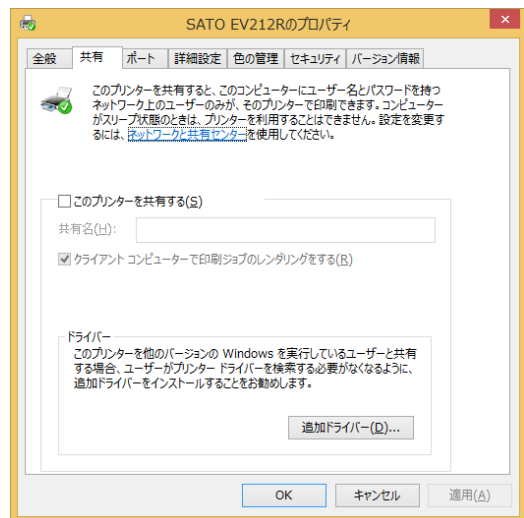 SATO EV212Rのプロパティ
全般 共有 ポート 詳細設定 色の管理 セキュリティ バージョン情報
このプリンターを共有すると、このコンピューターにユーザー名とパスワードを持つ
ネットワーク上のユーザーのみが、そのプリンターで印刷できます。コンピューター
がスリープ状態のときは、プリンターを利用することはできません。設定を変更す
るには、ネットワークと共有センターを使用してください。
このプリンターを共有する(S)
共有名(H):
クライアント コンピューターで印刷ジョブのレンダリングをする(R)
ドライバー
このプリンターを他のバージョンの Windows を実行しているユーザーと共有
する場合、ユーザーがプリンター ドライバーを検索する必要がなくなるように、
追加ドライバーをインストールすることをお勧めします。
追加ドライバー(D)...
OK キャンセル 適用(A)